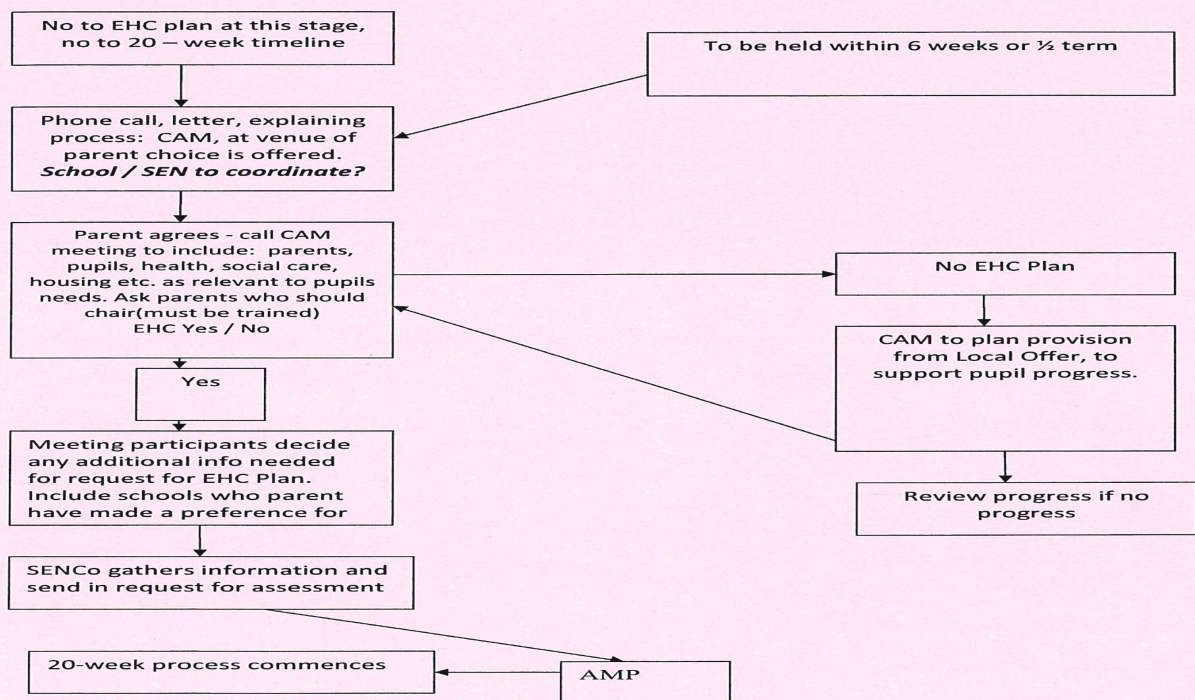 No to EHC plan at this stage,
no to 20 – week timeline
To be held within 6 weeks or ½ term
Phone call, letter, explaining
process: CAM, at venue of
parent choice is offered.
School / SEN to coordinate?
Parent agrees - call CAM
meeting to include: parents,
pupils, health, social care,
housing etc. as relevant to pupils
needs. Ask parents who should
chair(must be trained)
EHC Yes / No
No EHC Plan
CAM to plan provision
from Local Offer, to
support pupil progress.
Yes
Meeting participants decide
any additional info needed
for request for EHC Plan.
Include schools who parent
have made a preference for
Review progress if no
progress
SENCo gathers information and
send in request for assessment
20-week process commences
AMP